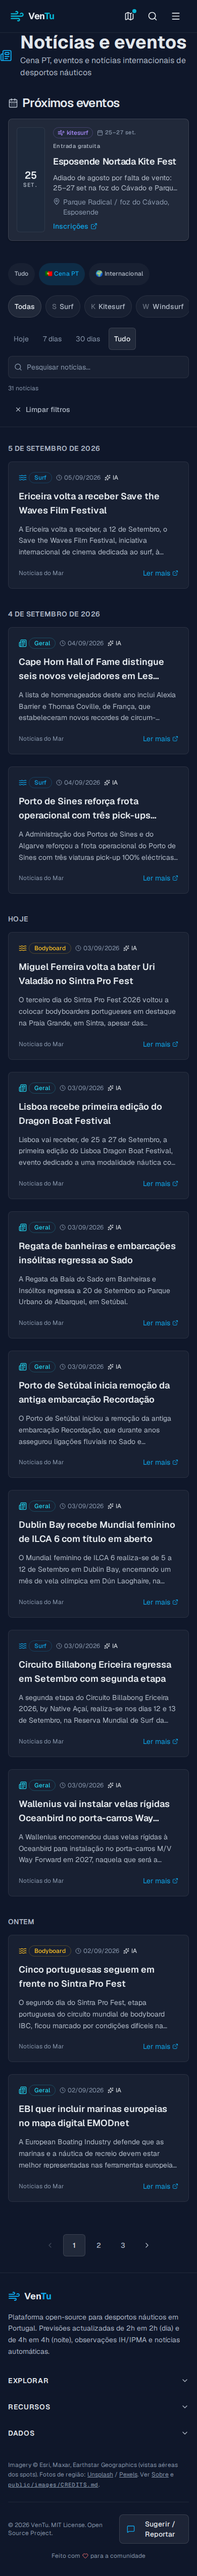 VenTu
Notícias e eventos
Cena PT, eventos e notícias internacionais de
desportos náuticos
Próximos eventos
25
SET.
kitesurf
25–27 set.
Entrada gratuita
Esposende Nortada Kite Fest
Adiado de agosto por falta de vento:
25–27 set na foz do Cávado a Parqu…
Parque Radical / foz do Cávado,
Esposende
Inscrições
Tudo
Cena PT
Internacional
Todas
S Surf
K Kitesurf
W Windsurf
Hoje
7 dias
30 dias
Tudo
Pesquisar notícias…
31 notícias
Limpar filtros
5 DE SETEMBRO DE 2026
Surf
05/09/2026
IA
Ericeira volta a receber Save the
Waves Film Festival
A Ericeira volta a receber, a 12 de Setembro, o
Save the Waves Film Festival, iniciativa
internacional de cinema dedicada ao surf, à…
Notícias do Mar
Ler mais
4 DE SETEMBRO DE 2026
Geral
04/09/2026
IA
Cape Horn Hall of Fame distingue
seis novos velejadores em Les…
A lista de homenageados deste ano inclui Alexia
Barrier e Thomas Coville, de França, que
estabeleceram novos recordes de circum-…
Notícias do Mar
Ler mais
Surf
04/09/2026
IA
Porto de Sines reforça frota
operacional com três pick-ups…
A Administração dos Portos de Sines e do
Algarve reforçou a frota operacional do Porto de
Sines com três viaturas pick-up 100% eléctricas…
Notícias do Mar
Ler mais
HOJE
Bodyboard
03/09/2026
IA
Miguel Ferreira volta a bater Uri
Valadão no Sintra Pro Fest
O terceiro dia do Sintra Pro Fest 2026 voltou a
colocar bodyboarders portugueses em destaque
na Praia Grande, em Sintra, apesar das…
Notícias do Mar
Ler mais
Geral
03/09/2026
IA
Lisboa recebe primeira edição do
Dragon Boat Festival
Lisboa vai receber, de 25 a 27 de Setembro, a
primeira edição do Lisboa Dragon Boat Festival,
evento dedicado a uma modalidade náutica co…
Notícias do Mar
Ler mais
Geral
03/09/2026
IA
Regata de banheiras e embarcações
insólitas regressa ao Sado
A Regata da Baía do Sado em Banheiras e
Insólitas regressa a 20 de Setembro ao Parque
Urbano de Albarquel, em Setúbal.
Notícias do Mar
Ler mais
Geral
03/09/2026
IA
Porto de Setúbal inicia remoção da
antiga embarcação Recordação
O Porto de Setúbal iniciou a remoção da antiga
embarcação Recordação, que durante anos
assegurou ligações fluviais no Sado e…
Notícias do Mar
Ler mais
Geral
03/09/2026
IA
Dublin Bay recebe Mundial feminino
de ILCA 6 com título em aberto
O Mundial feminino de ILCA 6 realiza-se de 5 a
12 de Setembro em Dublin Bay, encerrando um
mês de vela olímpica em Dún Laoghaire, na…
Notícias do Mar
Ler mais
Surf
03/09/2026
IA
Circuito Billabong Ericeira regressa
em Setembro com segunda etapa
A segunda etapa do Circuito Billabong Ericeira
2026, by Native Açaí, realiza-se nos dias 12 e 13
de Setembro, na Reserva Mundial de Surf da…
Notícias do Mar
Ler mais
Geral
03/09/2026
IA
Wallenius vai instalar velas rígidas
Oceanbird no porta-carros Way…
A Wallenius encomendou duas velas rígidas
Oceanbird para instalação no porta-carros M/V
Way Forward em 2027, naquela que será a…
Notícias do Mar
Ler mais
ONTEM
Bodyboard
02/09/2026
IA
Cinco portuguesas seguem em
frente no Sintra Pro Fest
O segundo dia do Sintra Pro Fest, etapa
portuguesa do circuito mundial de bodyboard
IBC, ficou marcado por condições difíceis na…
Notícias do Mar
Ler mais
Geral
02/09/2026
IA
EBI quer incluir marinas europeias
no mapa digital EMODnet
A European Boating Industry defende que as
marinas e a náutica de recreio devem estar
melhor representadas nas ferramentas europeia…
Notícias do Mar
Ler mais
1
2
3
VenTu
Plataforma open-source para desportos náuticos em
Portugal. Previsões actualizadas de 2h em 2h (dia) e
de 4h em 4h (noite), observações IH/IPMA e notícias
automáticas.
EXPLORAR
RECURSOS
DADOS
Imagery © Esri, Maxar, Earthstar Geographics (vistas aéreas
dos spots). Fotos de região: Unsplash / Pexels. Ver Sobre e
public/images/CREDITS.md.
© 2026 VenTu. MIT License. Open
Source Project.
Sugerir /
Reportar
Feito com
para a comunidade